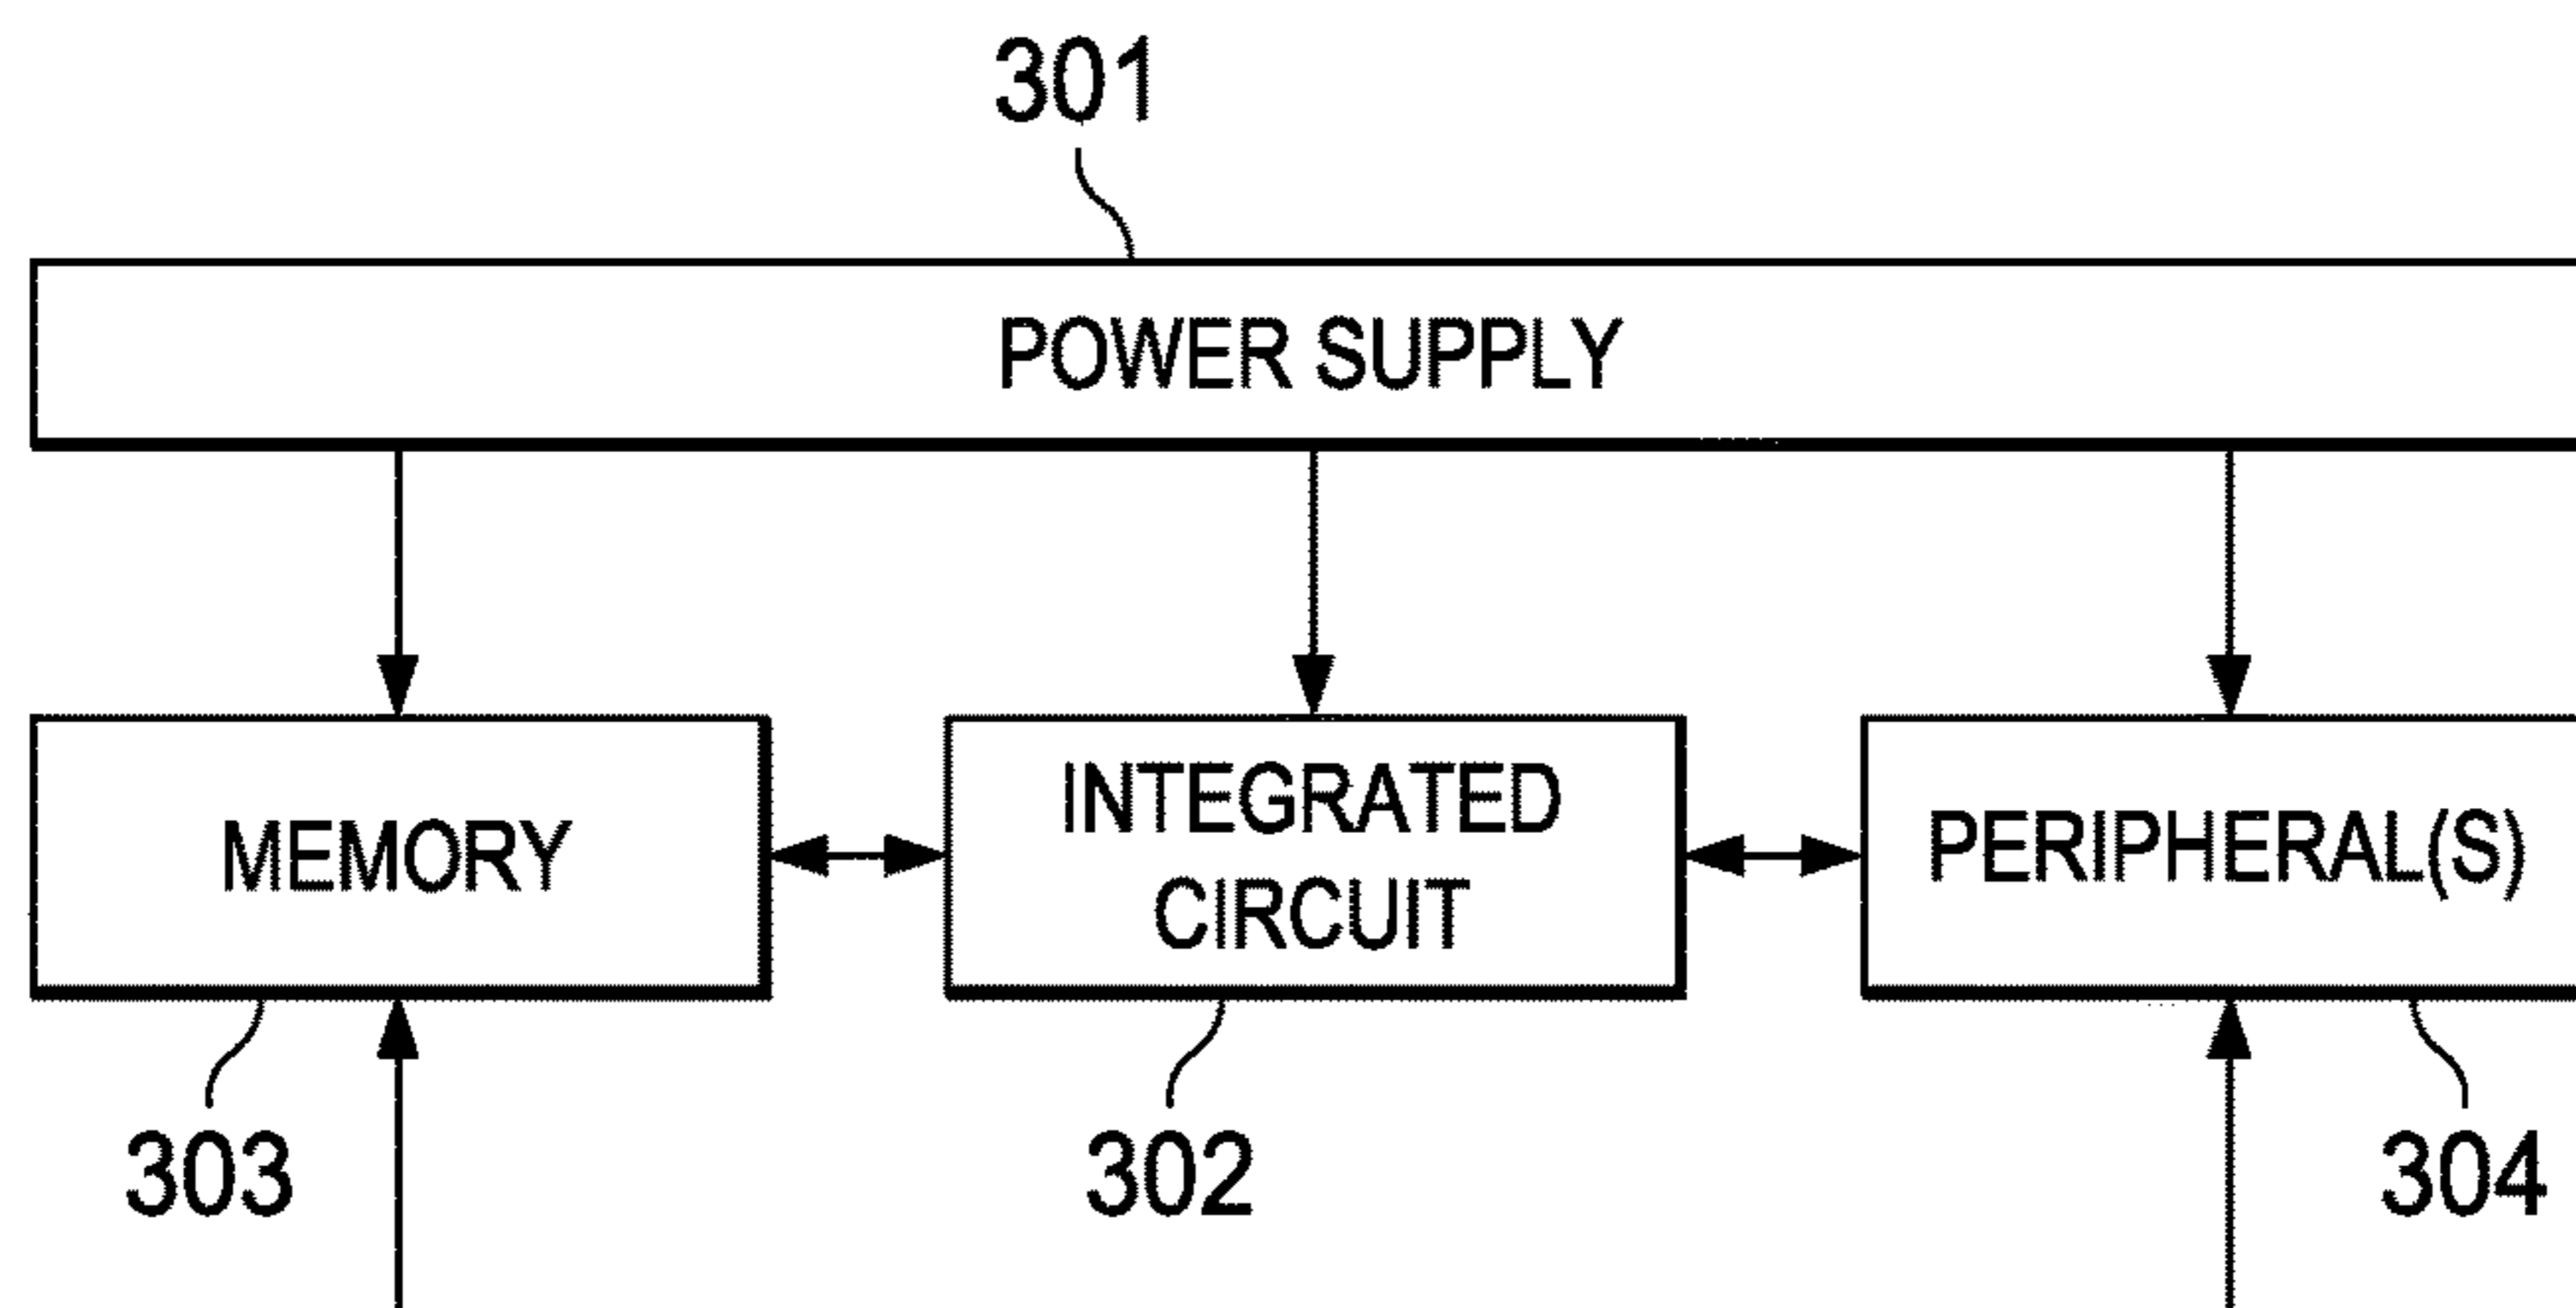 301
POWER SUPPLY
MEMORY
INTEGRATED
CIRCUIT
PERIPHERAL(S)
303
302
304